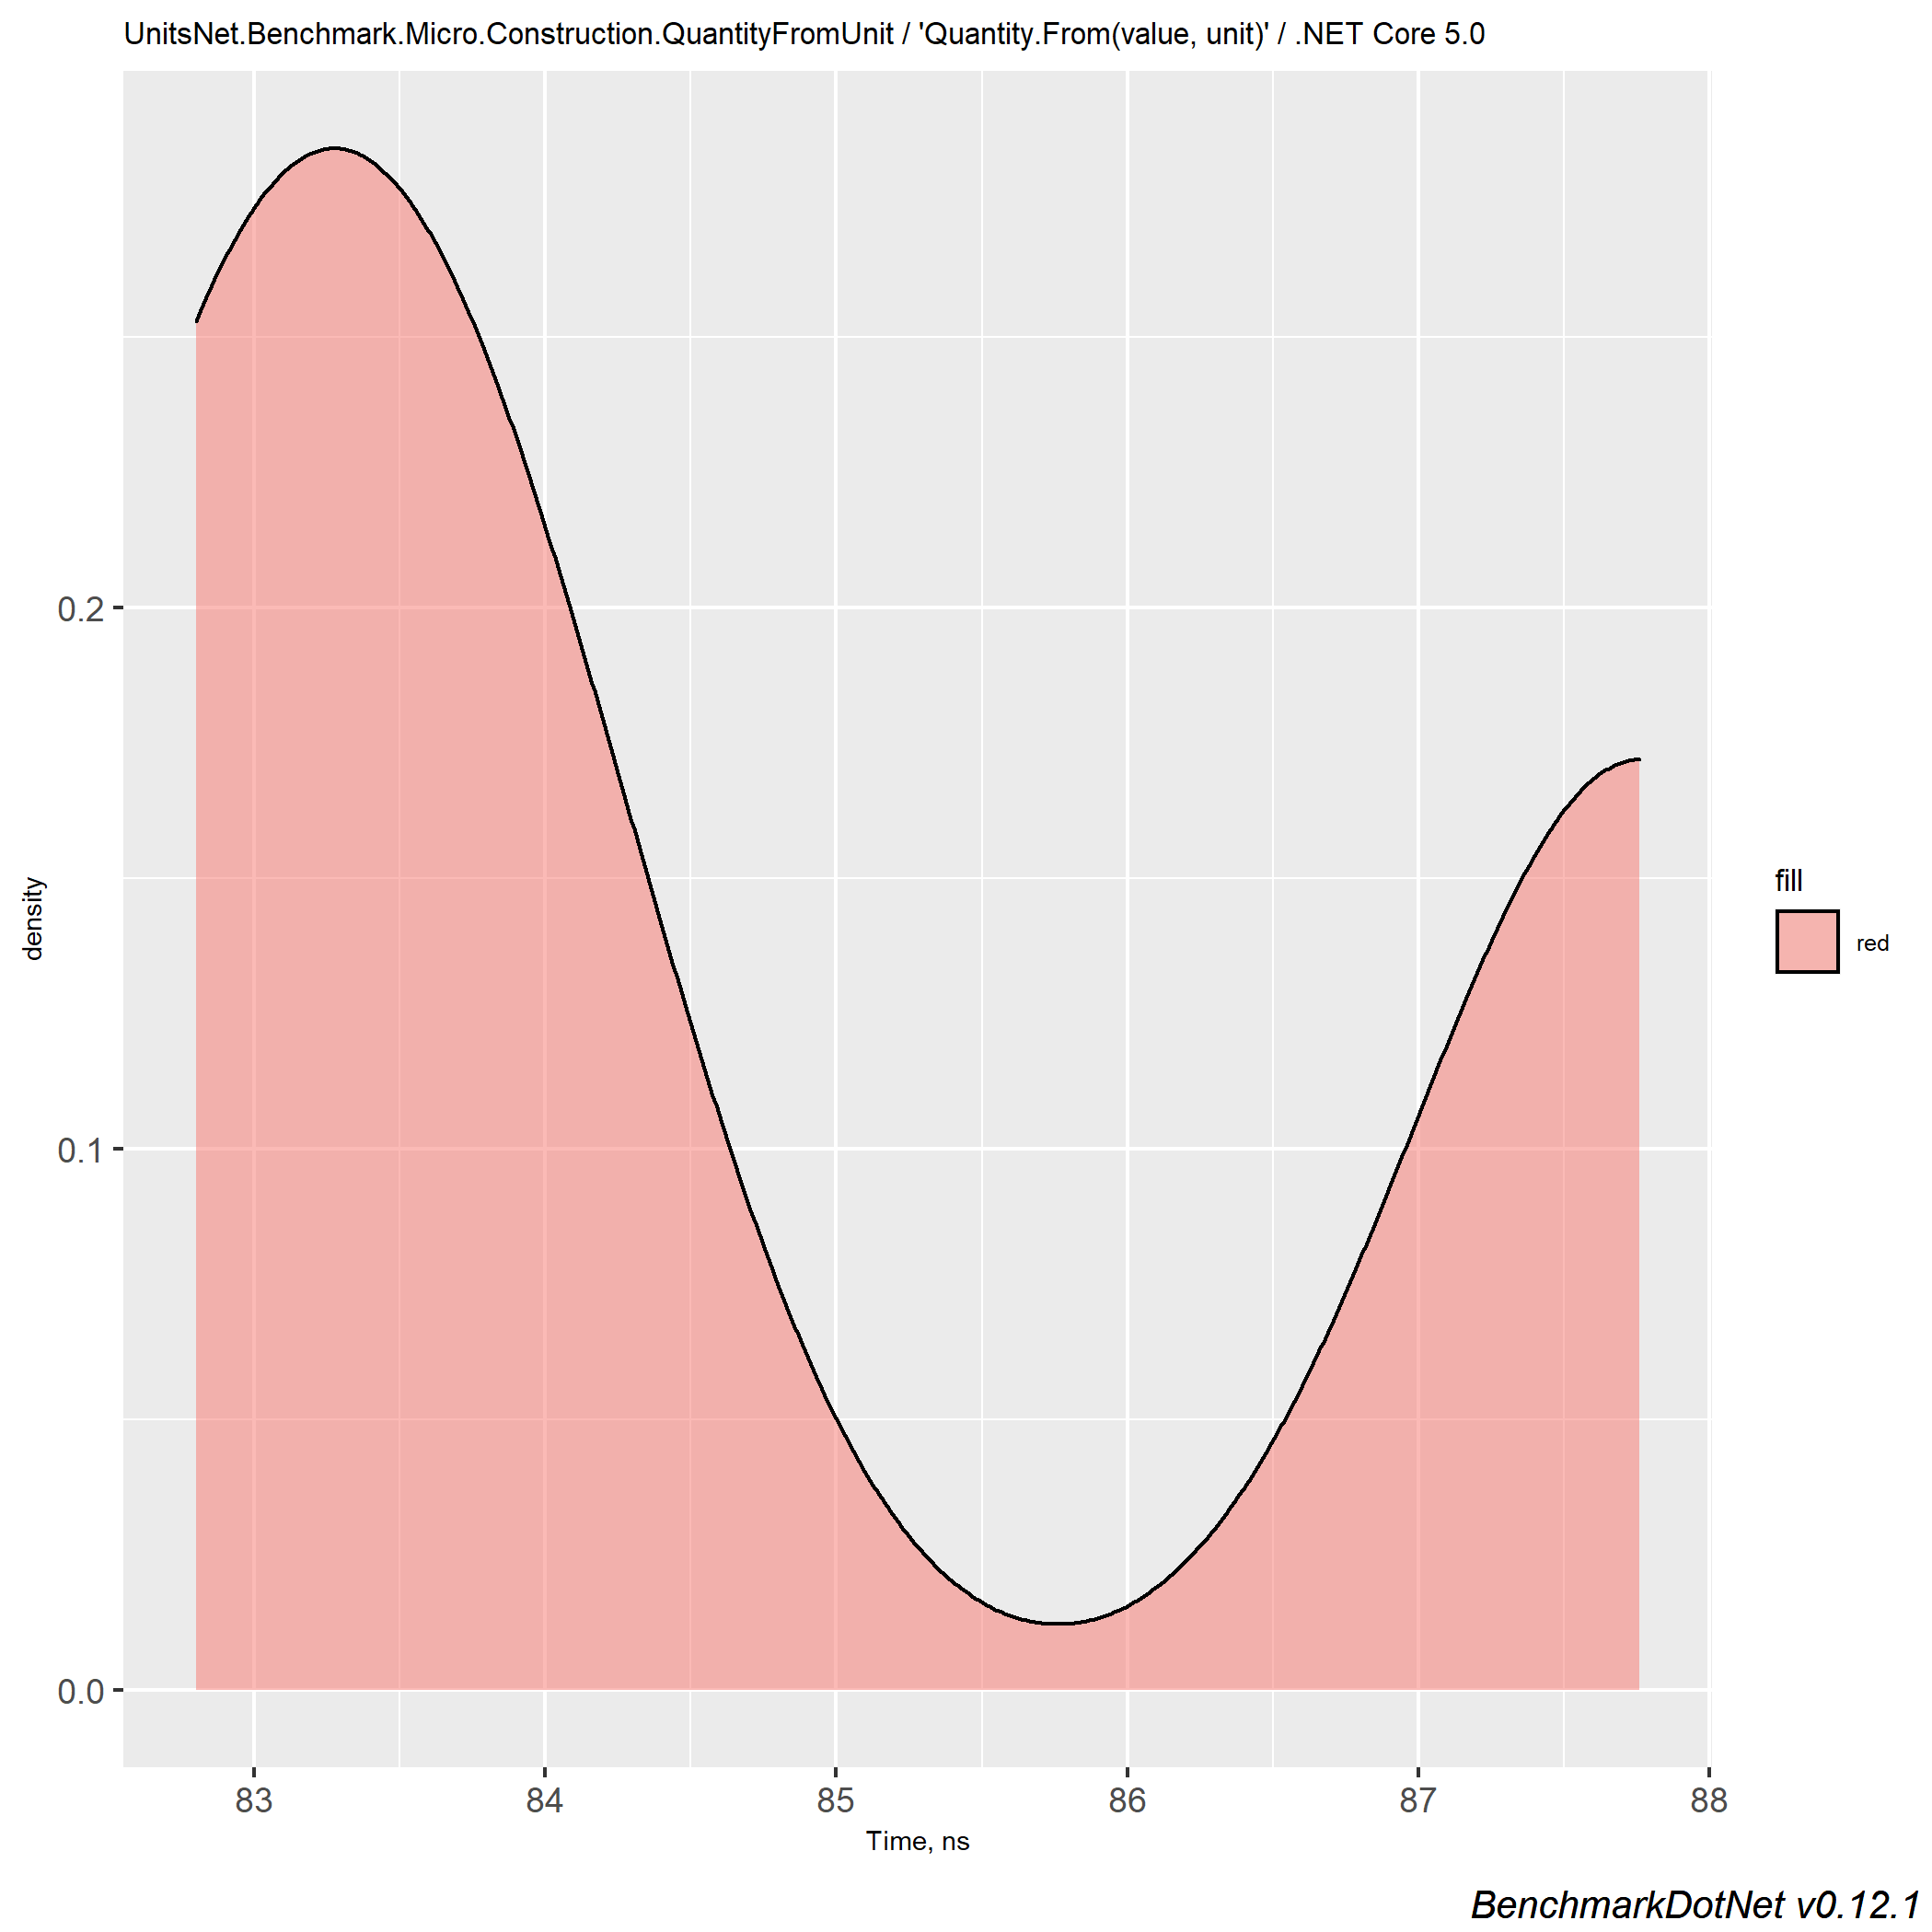 UnitsNet.Benchmark.Micro.Construction.QuantityFromUnit / 'Quantity.From(value, unit)' / .NET Core 5.0
0.2
0.1
0.0
density
83 84 85 86 87 88
Time, ns
fill
red
BenchmarkDotNet v0.12.1